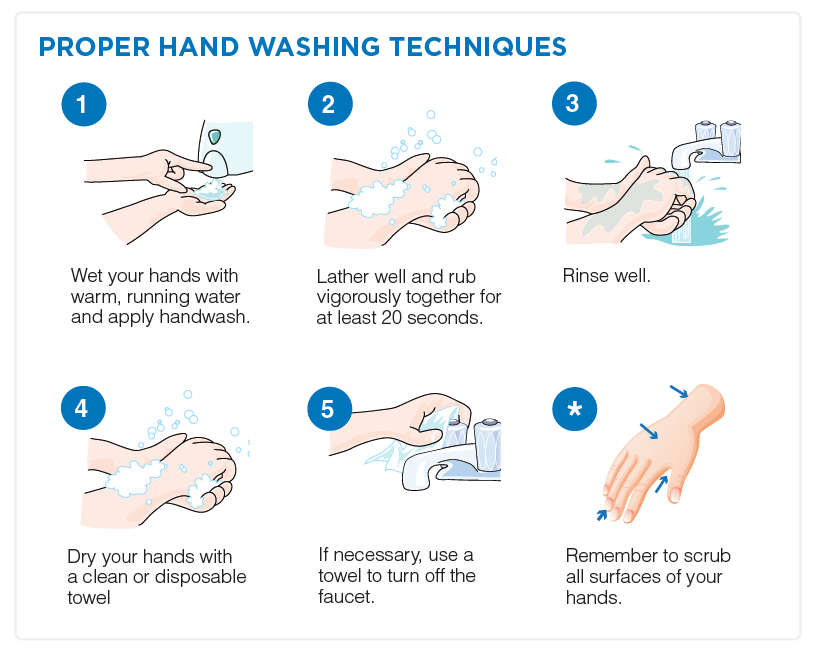 PROPER HAND WASHING TECHNIQUES
1
Wet your hands with
warm, running water
and apply handwash.
2
Lather well and rub
vigorously together for
at least 20 seconds.
3
Rinse well.
4
Dry your hands with
a clean or disposable
towel
5
If necessary, use a
towel to turn off the
faucet.
*
Remember to scrub
all surfaces of your
hands.